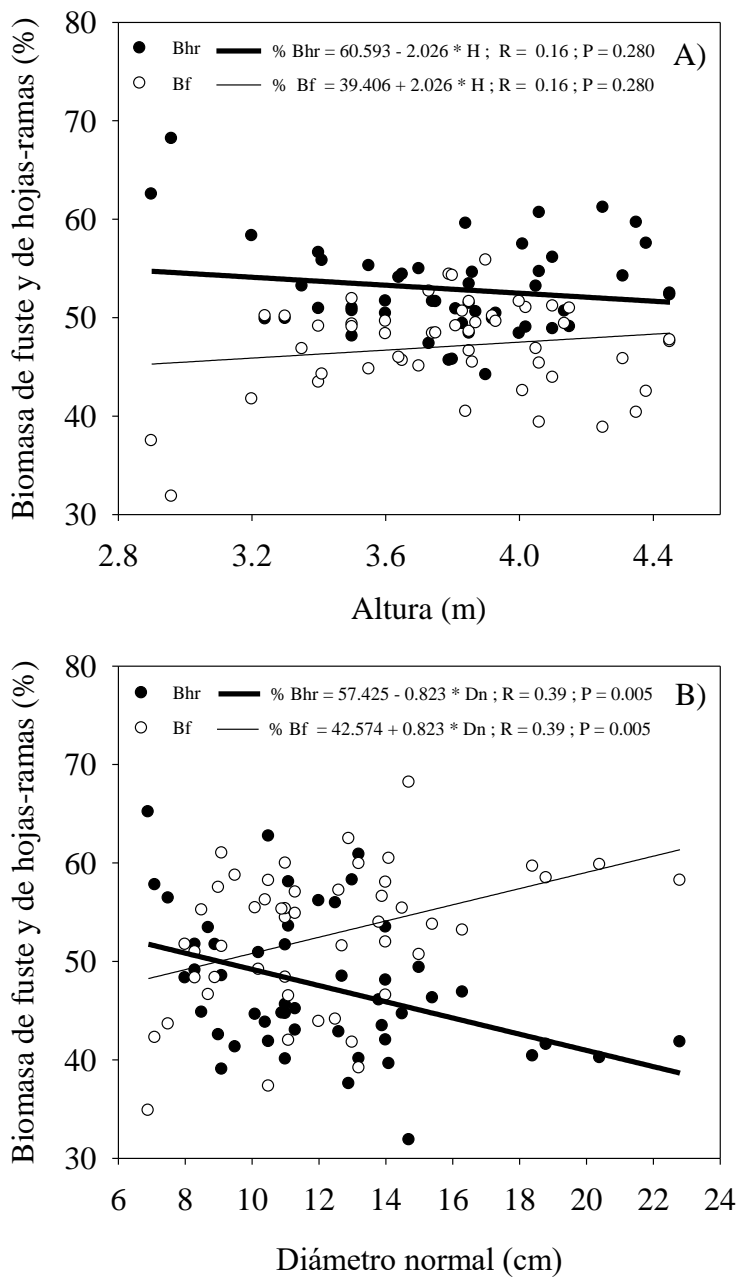 Biomasa de fuste y de hojas-ramas (%)
80
70
60
50
40
30
Bhr % Bhr = 60.593 - 2.026 * H ; R = 0.16 ; P = 0.280
A)
Bf % Bf = 39.406 + 2.026 * H ; R = 0.16 ; P = 0.280
2.8 3.2 3.6 4.0 4.4
Altura (m)
Biomasa de fuste y de hojas-ramas (%)
80
70
60
50
40
30
Bhr % Bhr = 57.425 - 0.823 * Dn ; R = 0.39 ; P = 0.005
B)
Bf % Bf = 42.574 + 0.823 * Dn ; R = 0.39 ; P = 0.005
6 8 10 12 14 16 18 20 22 24
Diámetro normal (cm)